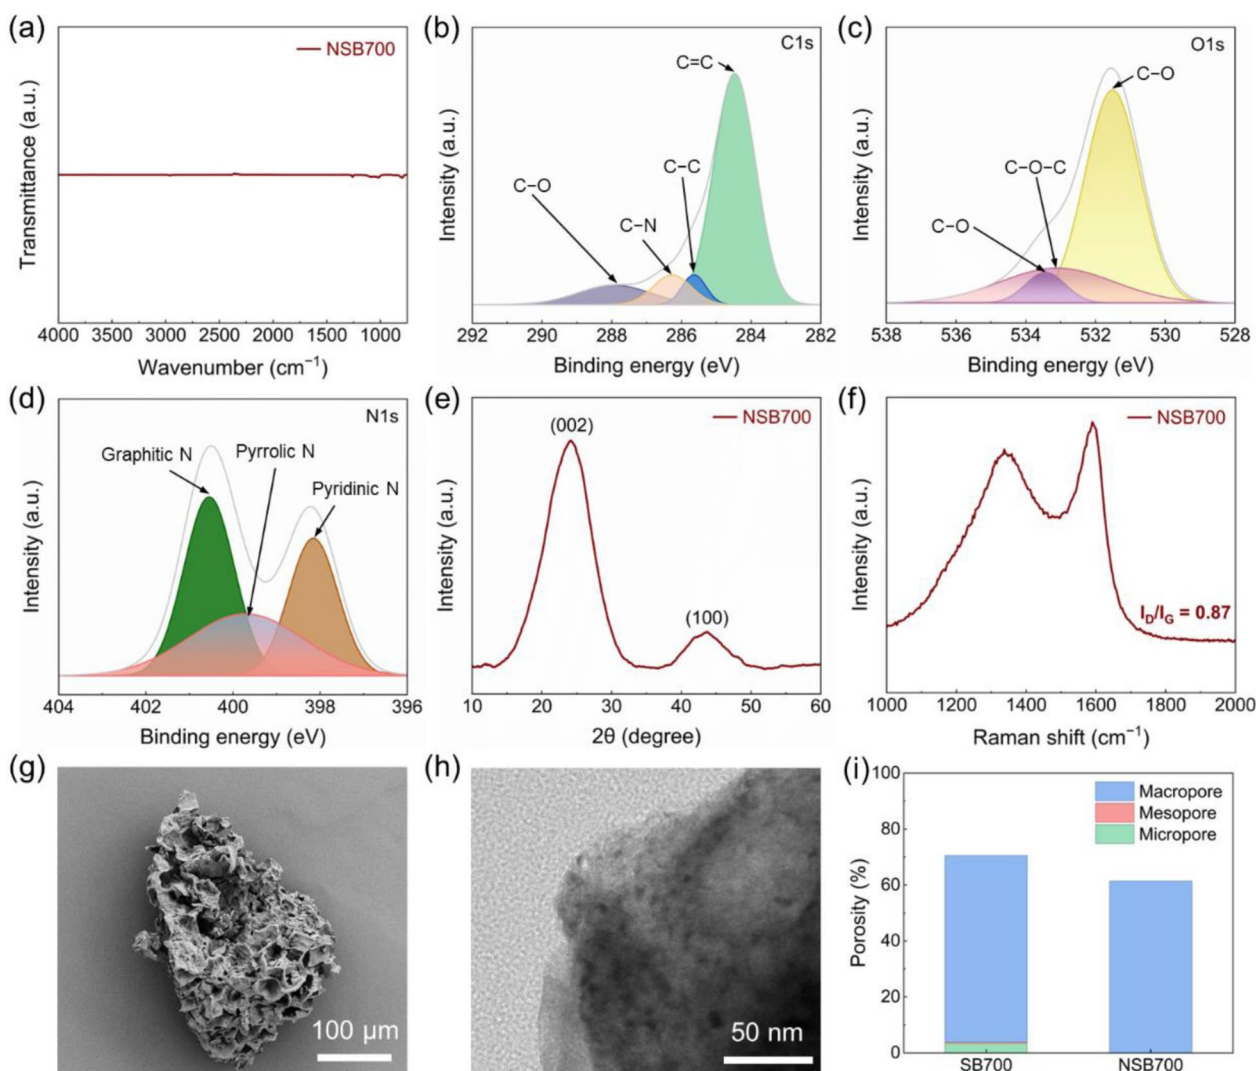 (a)
NSB700
Transmittance (a.u.)
4000 3500 3000 2500 2000 1500 1000
Wavenumber (cm⁻¹)
(b)
C1s
C=C
C−C
C−O
C−N
Intensity (a.u.)
292 290 288 286 284 282
Binding energy (eV)
(c)
O1s
C−O
C−O−C
C−O
Intensity (a.u.)
538 536 534 532 530 528
Binding energy (eV)
(d)
N1s
Graphitic N
Pyrrolic N
Pyridinic N
Intensity (a.u.)
404 402 400 398 396
Binding energy (eV)
(e)
NSB700
(002)
(100)
Intensity (a.u.)
10 20 30 40 50 60
2θ (degree)
(f)
NSB700
I_D/I_G = 0.87
Intensity (a.u.)
1000 1200 1400 1600 1800 2000
Raman shift (cm⁻¹)
(g)
100 μm
(h)
50 nm
(i)
Macropore
Mesopore
Micropore
Porosity (%)
100
80
60
40
20
0
SB700 NSB700